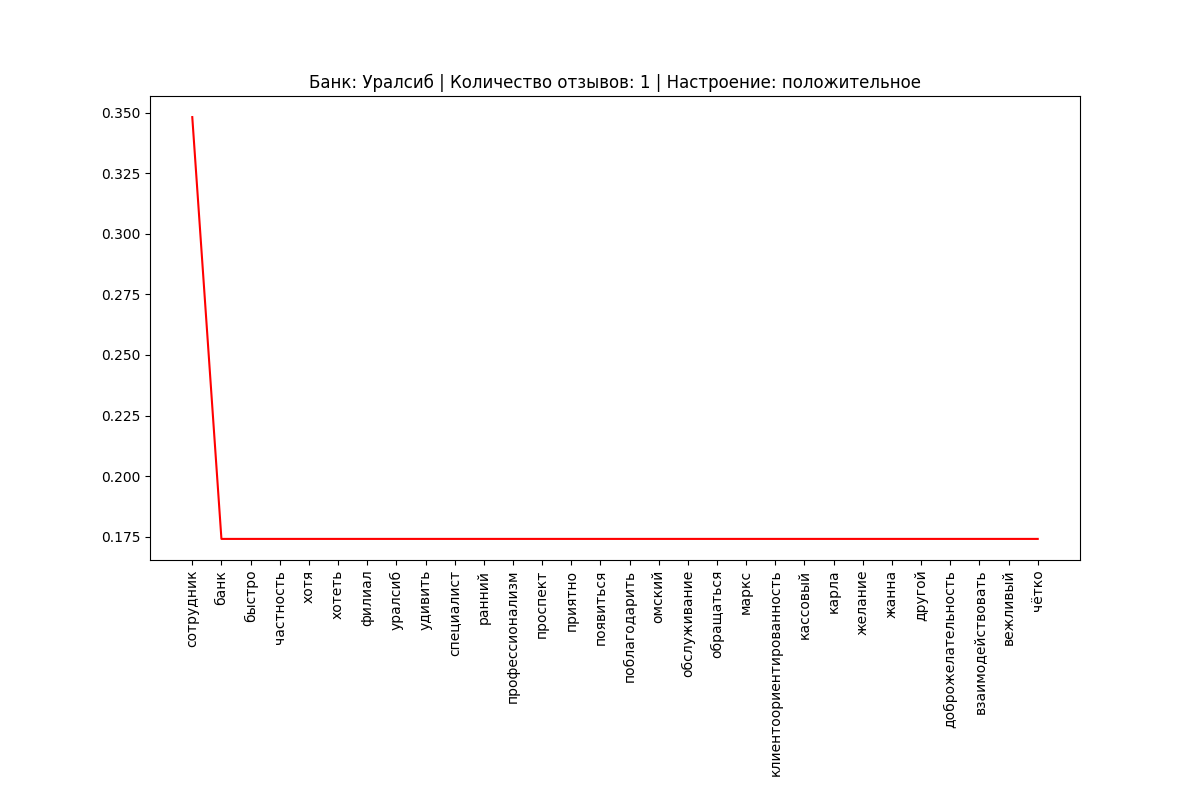 Банк: Уралсиб | Количество отзывов: 1 | Настроение: положительное
0.350
0.325
0.300
0.275
0.250
0.225
0.200
0.175
сотрудник
банк
быстро
частность
хотя
хотеть
филиал
уралсиб
удивить
специалист
ранний
профессионализм
проспект
приятно
появиться
поблагодарить
омский
обслуживание
обращаться
маркс
клиентоориентированность
кассовый
карла
желание
жанна
другой
доброжелательность
взаимодействовать
вежливый
чётко